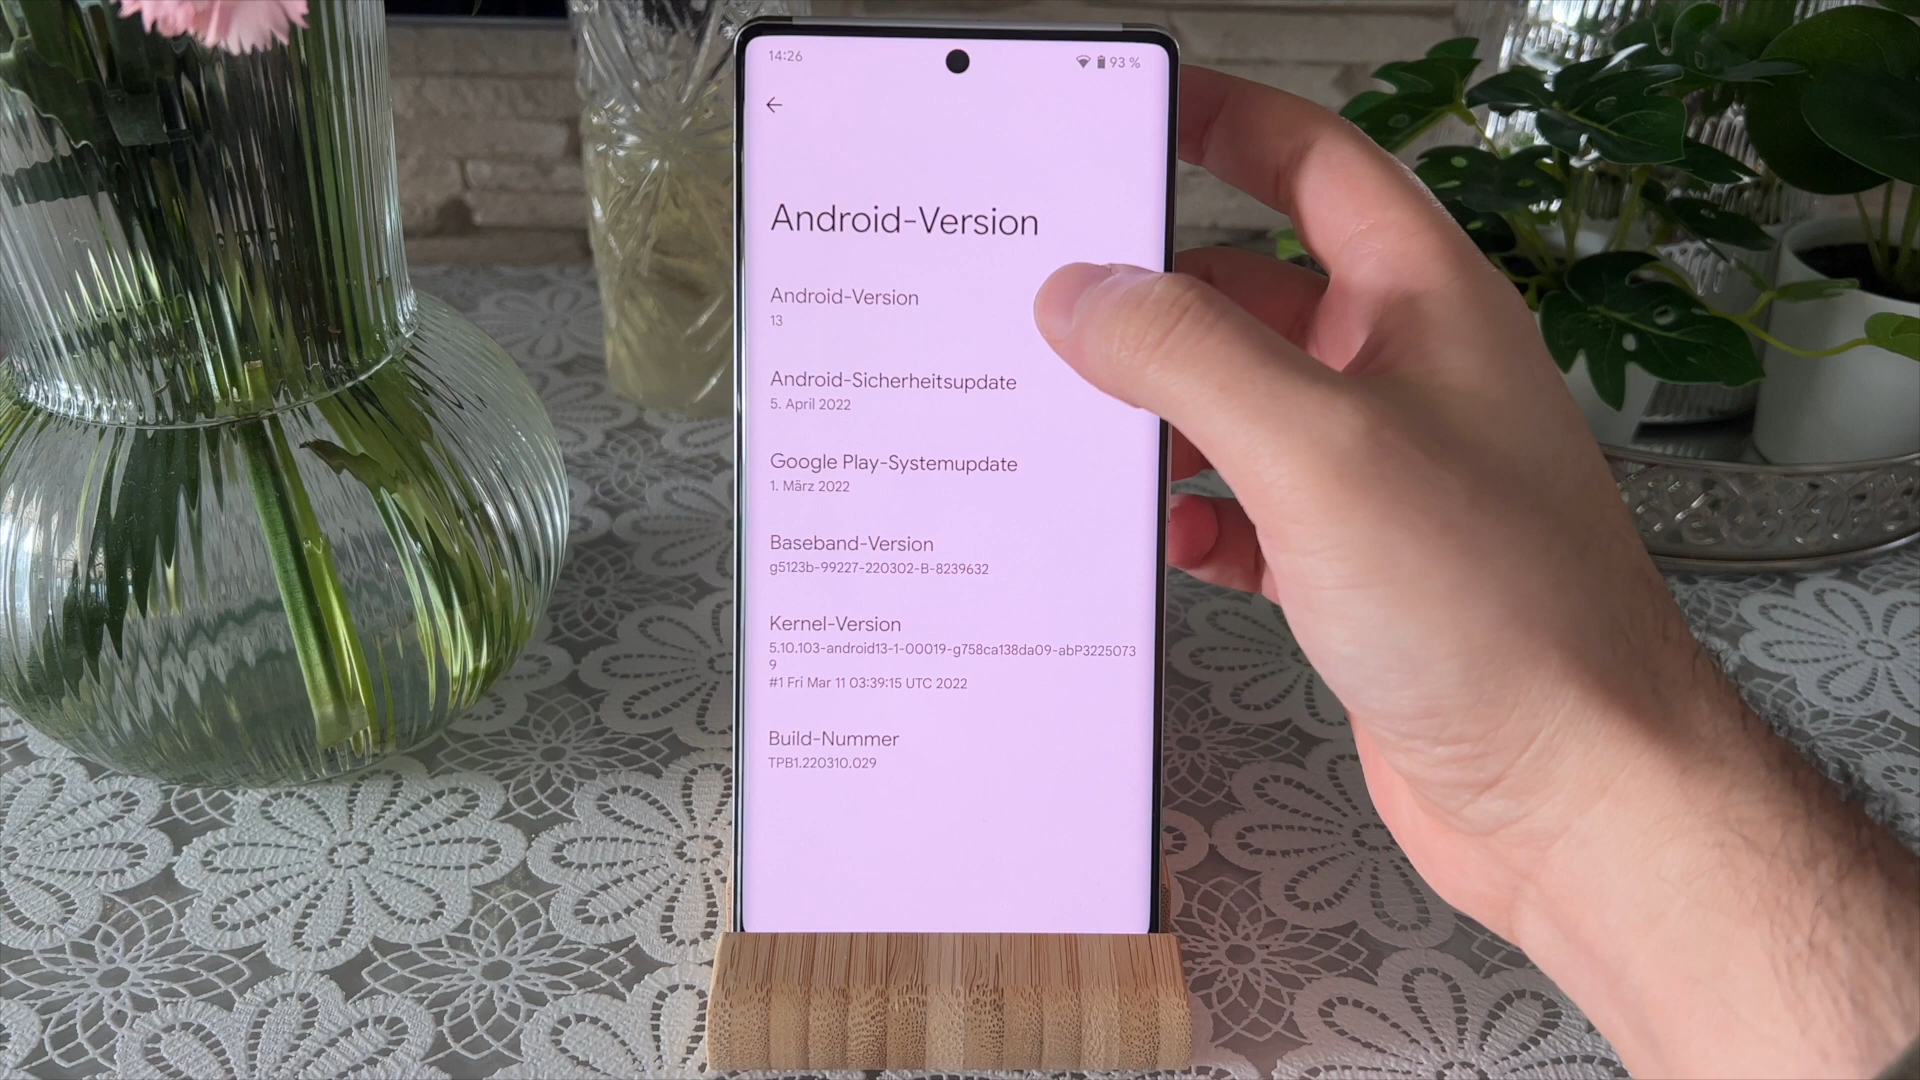 14:26
93 %
Android-Version
Android-Version
13
Android-Sicherheitsupdate
5. April 2022
Google Play-Systemupdate
1. März 2022
Baseband-Version
g5123b-99227-220302-B-8239632
Kernel-Version
5.10.103-android13-1-00019-g758ca138da09-abP3225073
9
#1 Fri Mar 11 03:39:15 UTC 2022
Build-Nummer
TPB1.220310.029